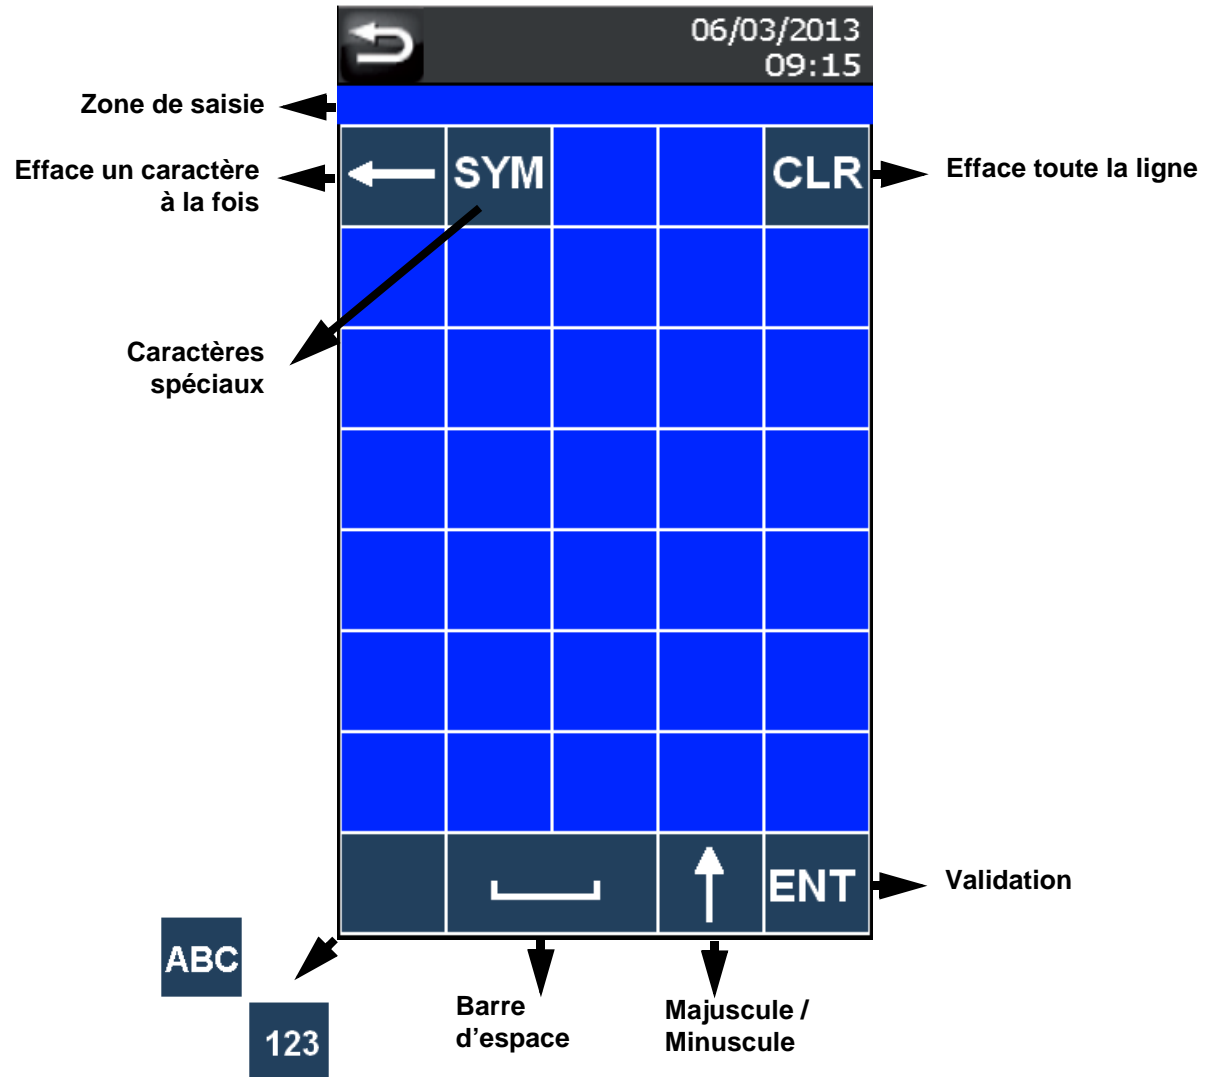 06/03/2013
09:15
Zone de saisie
Efface un caractère
à la fois
SYM
CLR
Efface toute la ligne
Caractères
spéciaux
ENT
Validation
ABC
123
Barre
d’espace
Majuscule /
Minuscule